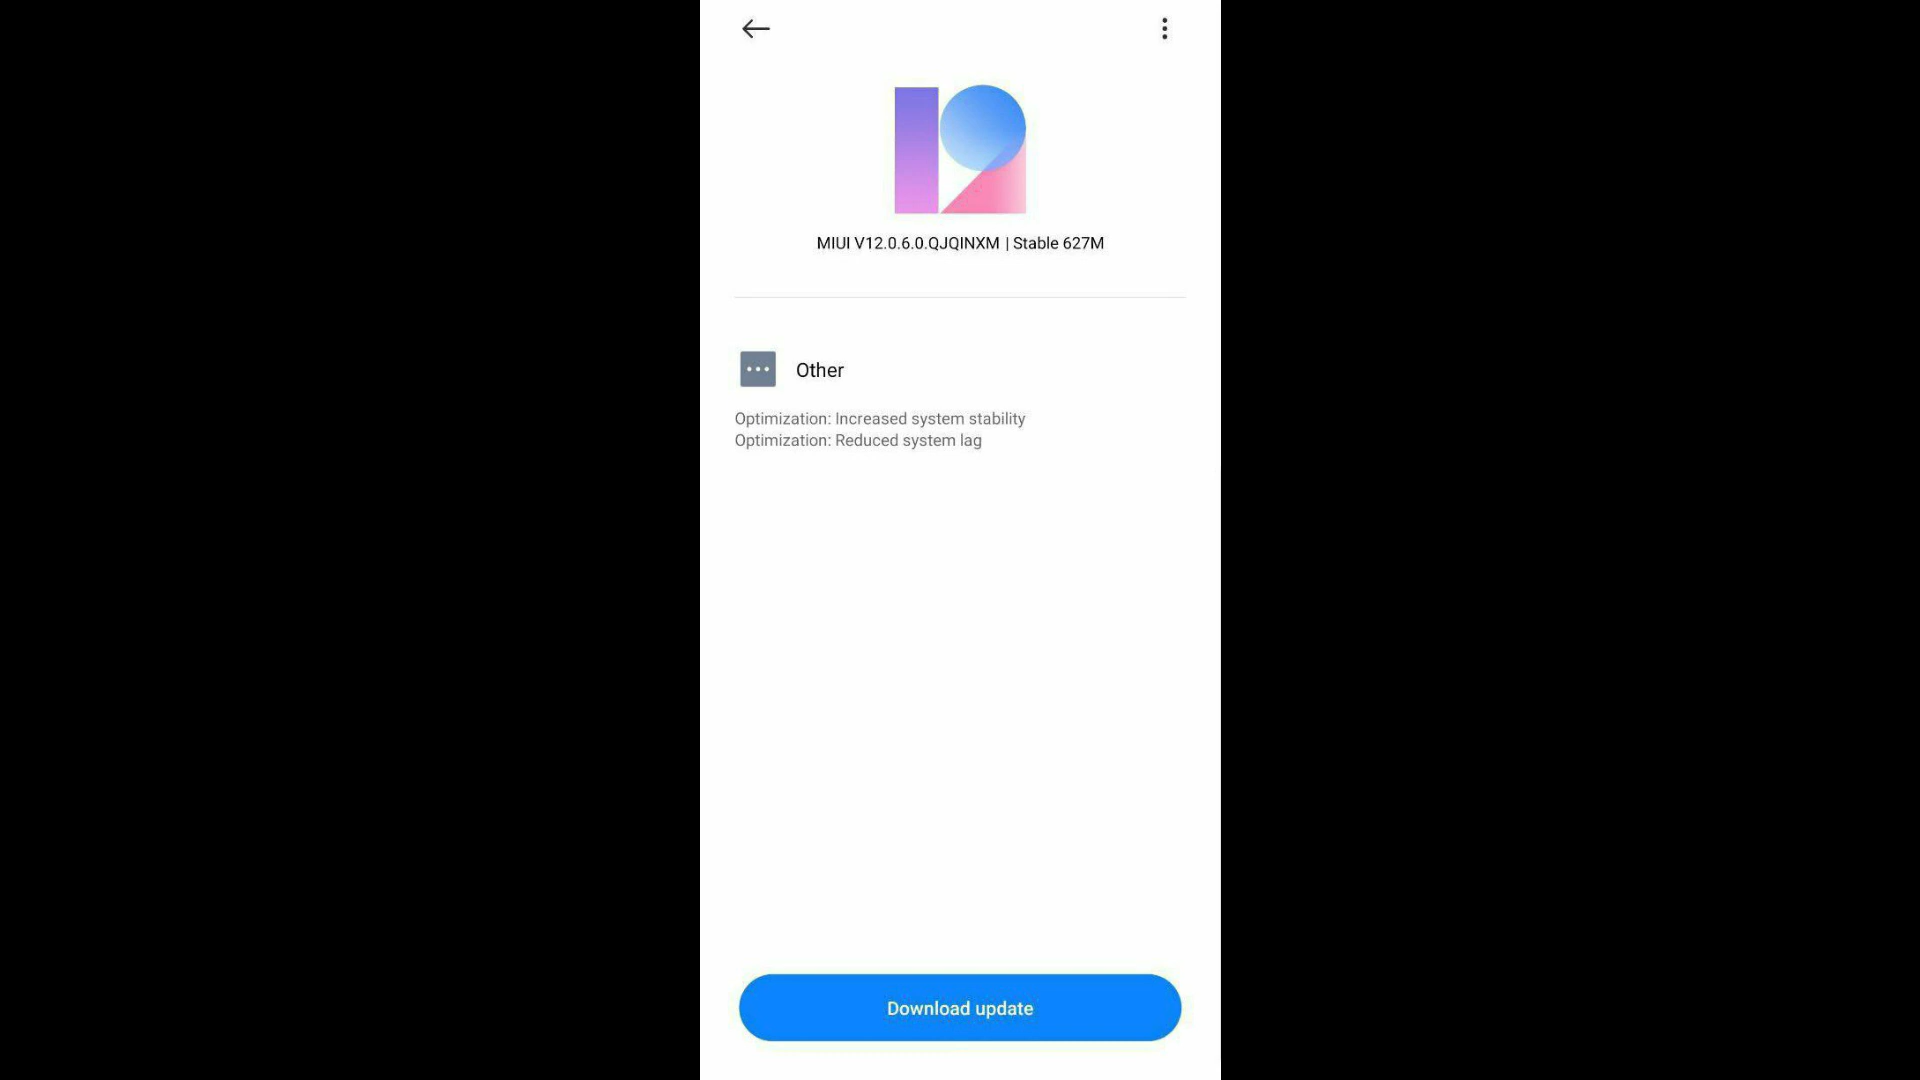 MIUI V12.0.6.0.QJQINXM | Stable 627M
Other
Optimization: Increased system stability
Optimization: Reduced system lag
Download update